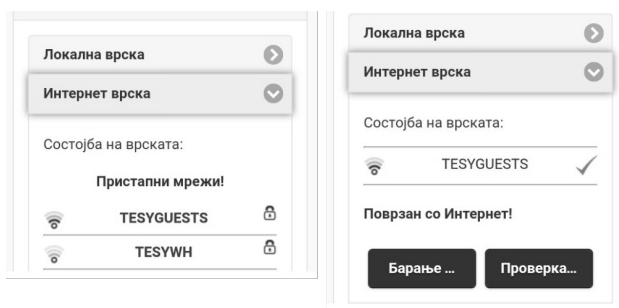 Локална врска
Интернет врска
Состојба на врската:
Пристапни мрежи!
TESYGUESTS
TESYWH
Локална врска
Интернет врска
Состојба на врската:
TESYGUESTS
Поврзан со Интернет!
Барање ...
Проверка...